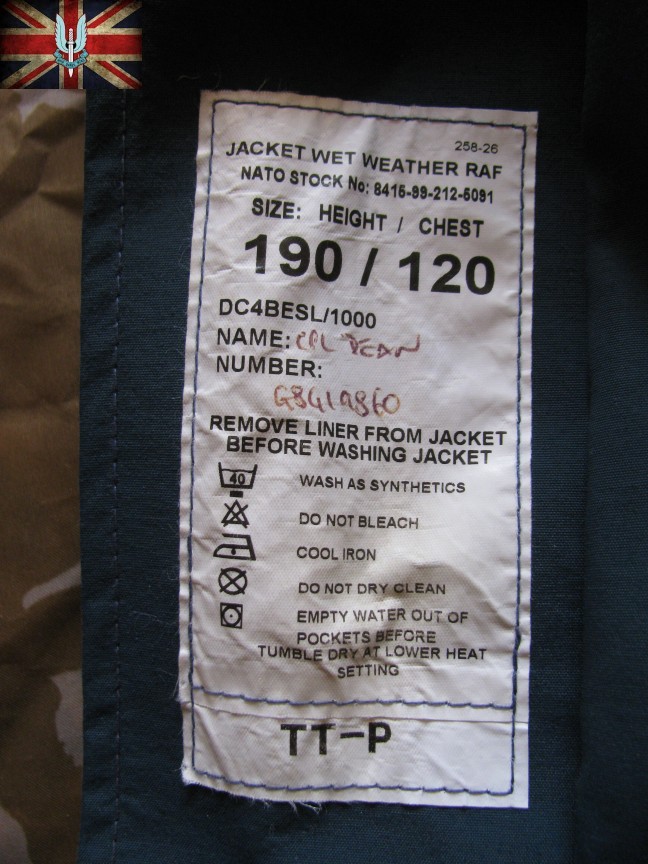 258-26
JACKET WET WEATHER RAF
NATO STOCK No: 8415-99-212-5091
SIZE: HEIGHT / CHEST
190 / 120
DC4BESL/1000
NAME: CPL
NUMBER:
G8419860
REMOVE LINER FROM JACKET
BEFORE WASHING JACKET
40 WASH AS SYNTHETICS
DO NOT BLEACH
COOL IRON
DO NOT DRY CLEAN
EMPTY WATER OUT OF
POCKETS BEFORE
TUMBLE DRY AT LOWER HEAT
SETTING
TT-P